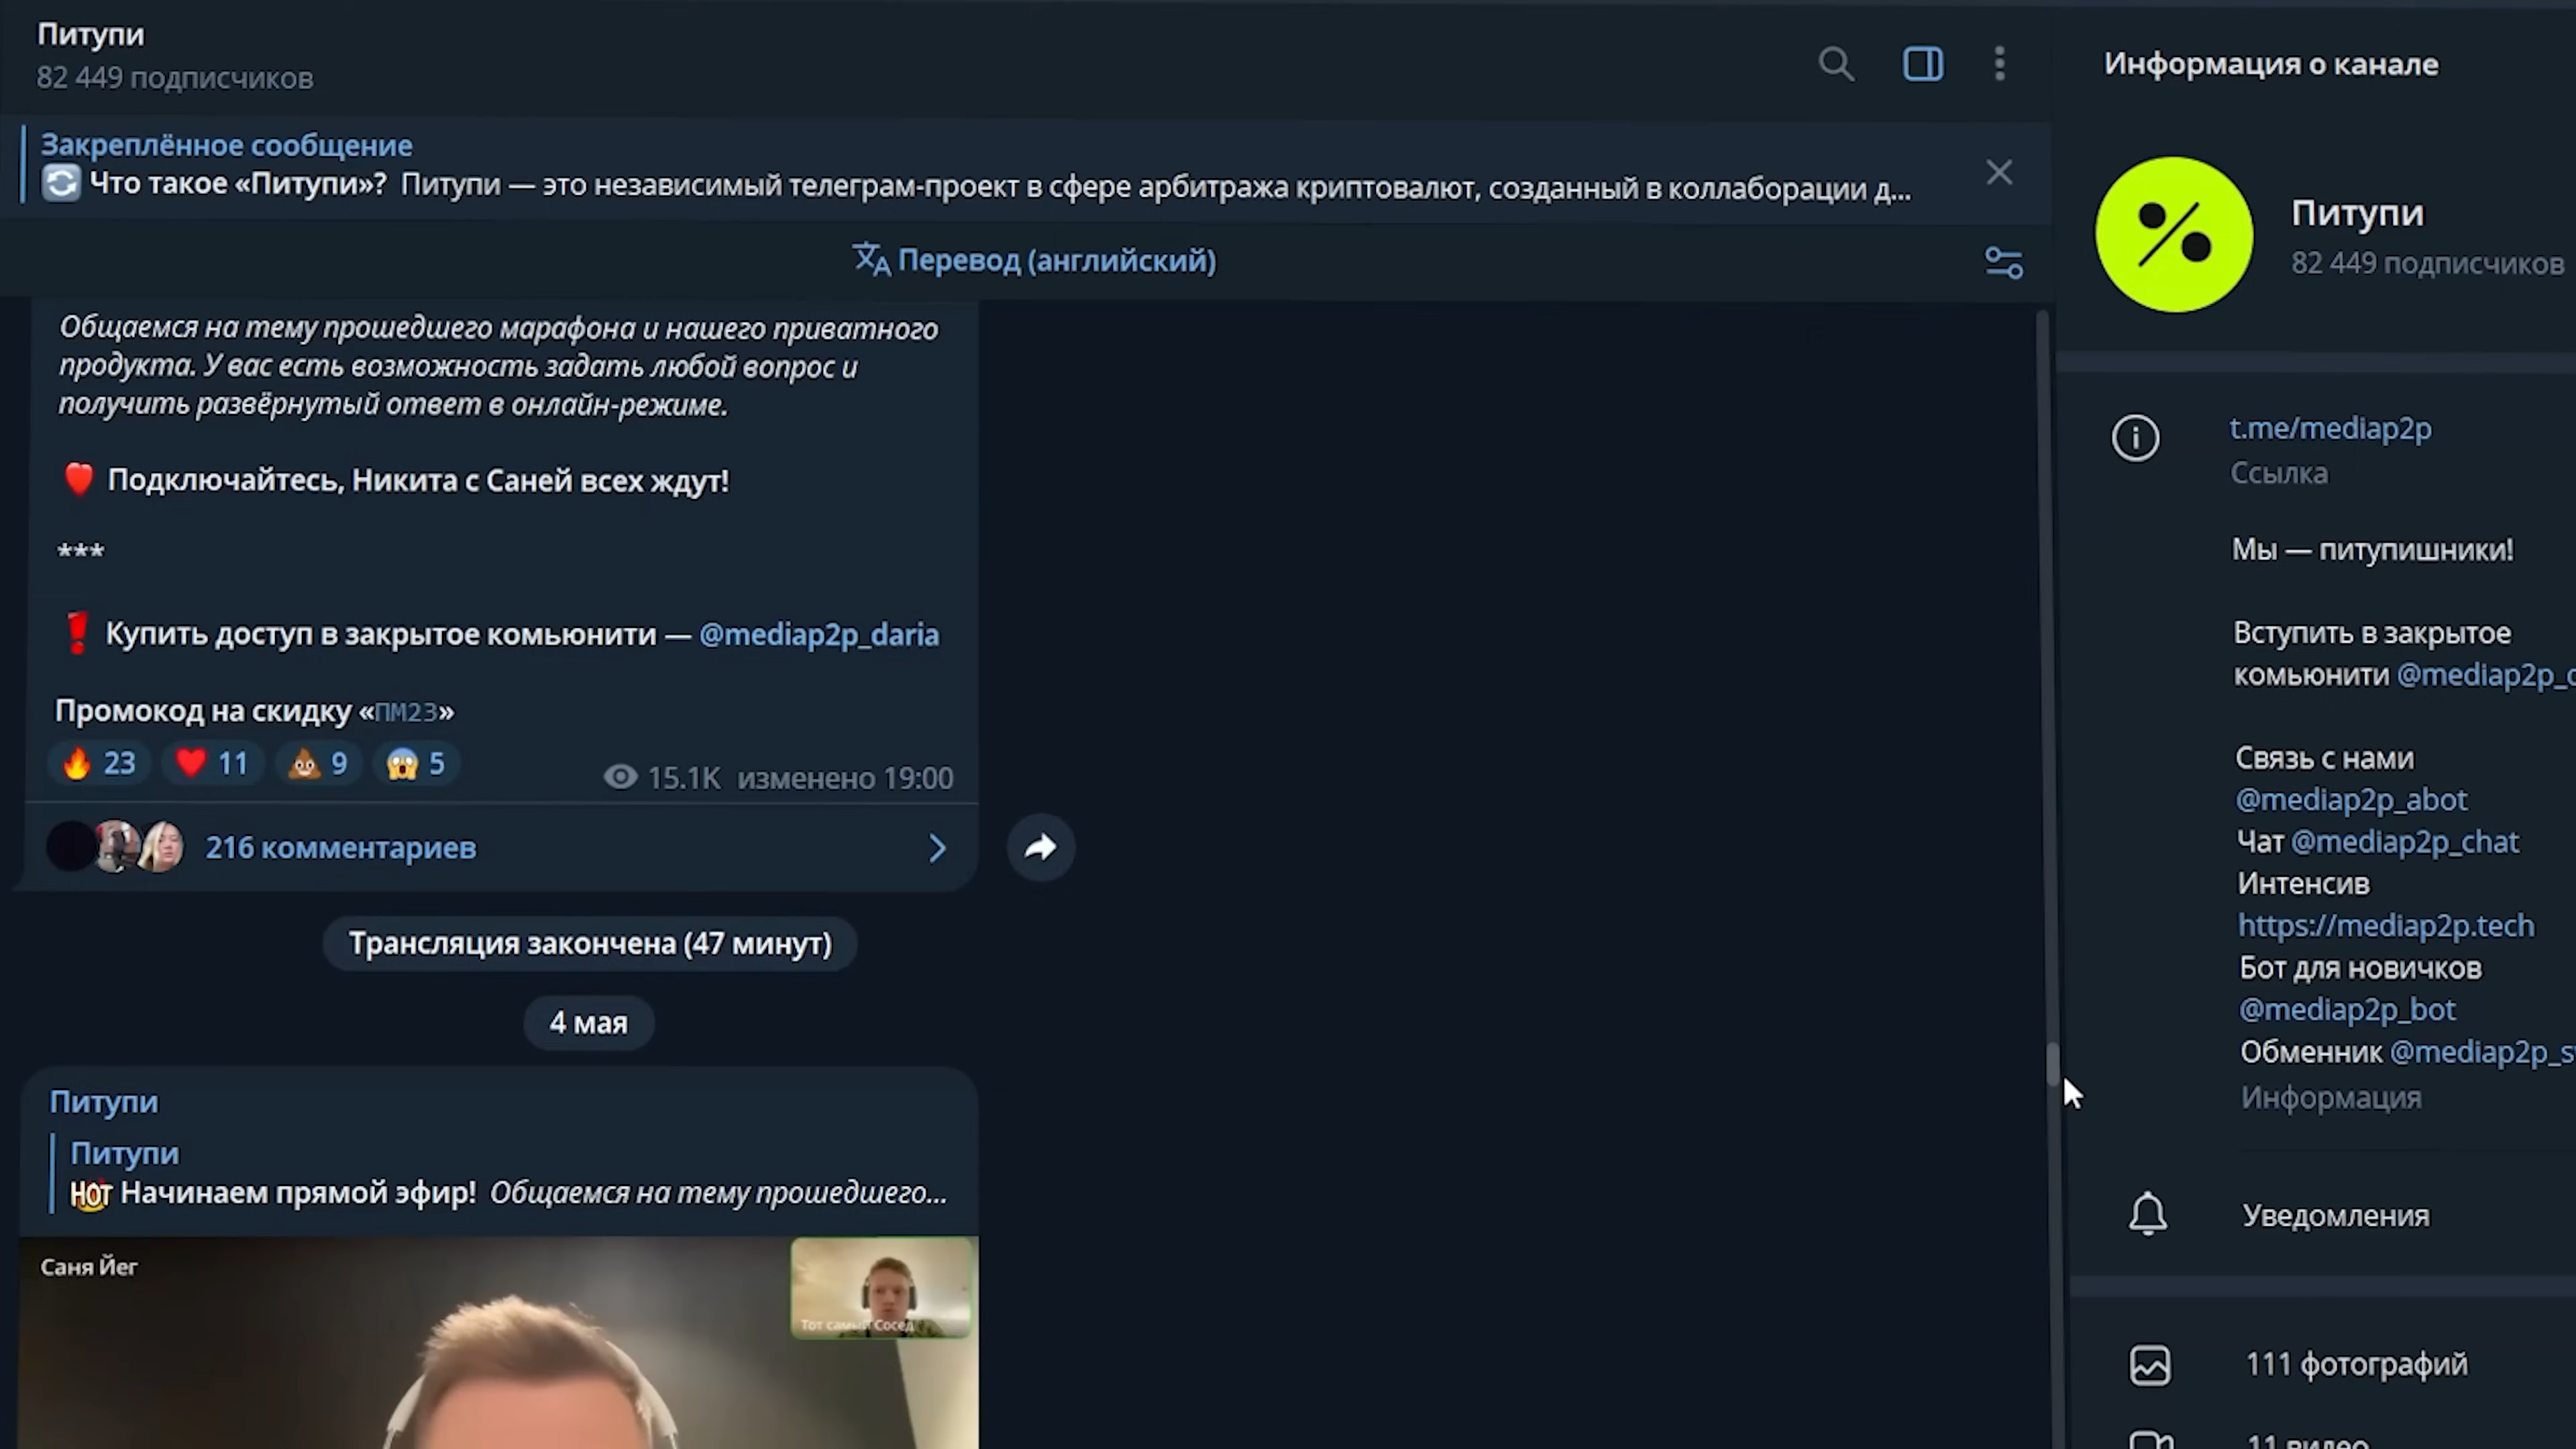 Питупи
82 449 подписчиков
Закреплённое сообщение
Что такое «Питупи»? Питупи — это независимый телеграм-проект в сфере арбитража криптовалют, созданный в коллаборации д...
Перевод (английский)
Общаемся на тему прошедшего марафона и нашего приватного
продукта. У вас есть возможность задать любой вопрос и
получить развёрнутый ответ в онлайн-режиме.
Подключайтесь, Никита с Саней всех ждут!
***
Купить доступ в закрытое комьюнити — @mediap2p_daria
Промокод на скидку «ПМ23»
23 11 9 5
15.1K изменено 19:00
216 комментариев
Трансляция закончена (47 минут)
4 мая
Питупи
Питупи
HOT Начинаем прямой эфир! Общаемся на тему прошедшего...
Саня Йег
Тот самый Сосед
Информация о канале
Питупи
82 449 подписчиков
t.me/mediap2p
Ссылка
Мы — питупишники!
Вступить в закрытое
комьюнити @mediap2p_
Связь с нами
@mediap2p_abot
Чат @mediap2p_chat
Интенсив
https://mediap2p.tech
Бот для новичков
@mediap2p_bot
Обменник @mediap2p_s
Информация
Уведомления
111 фотографий
11 видео